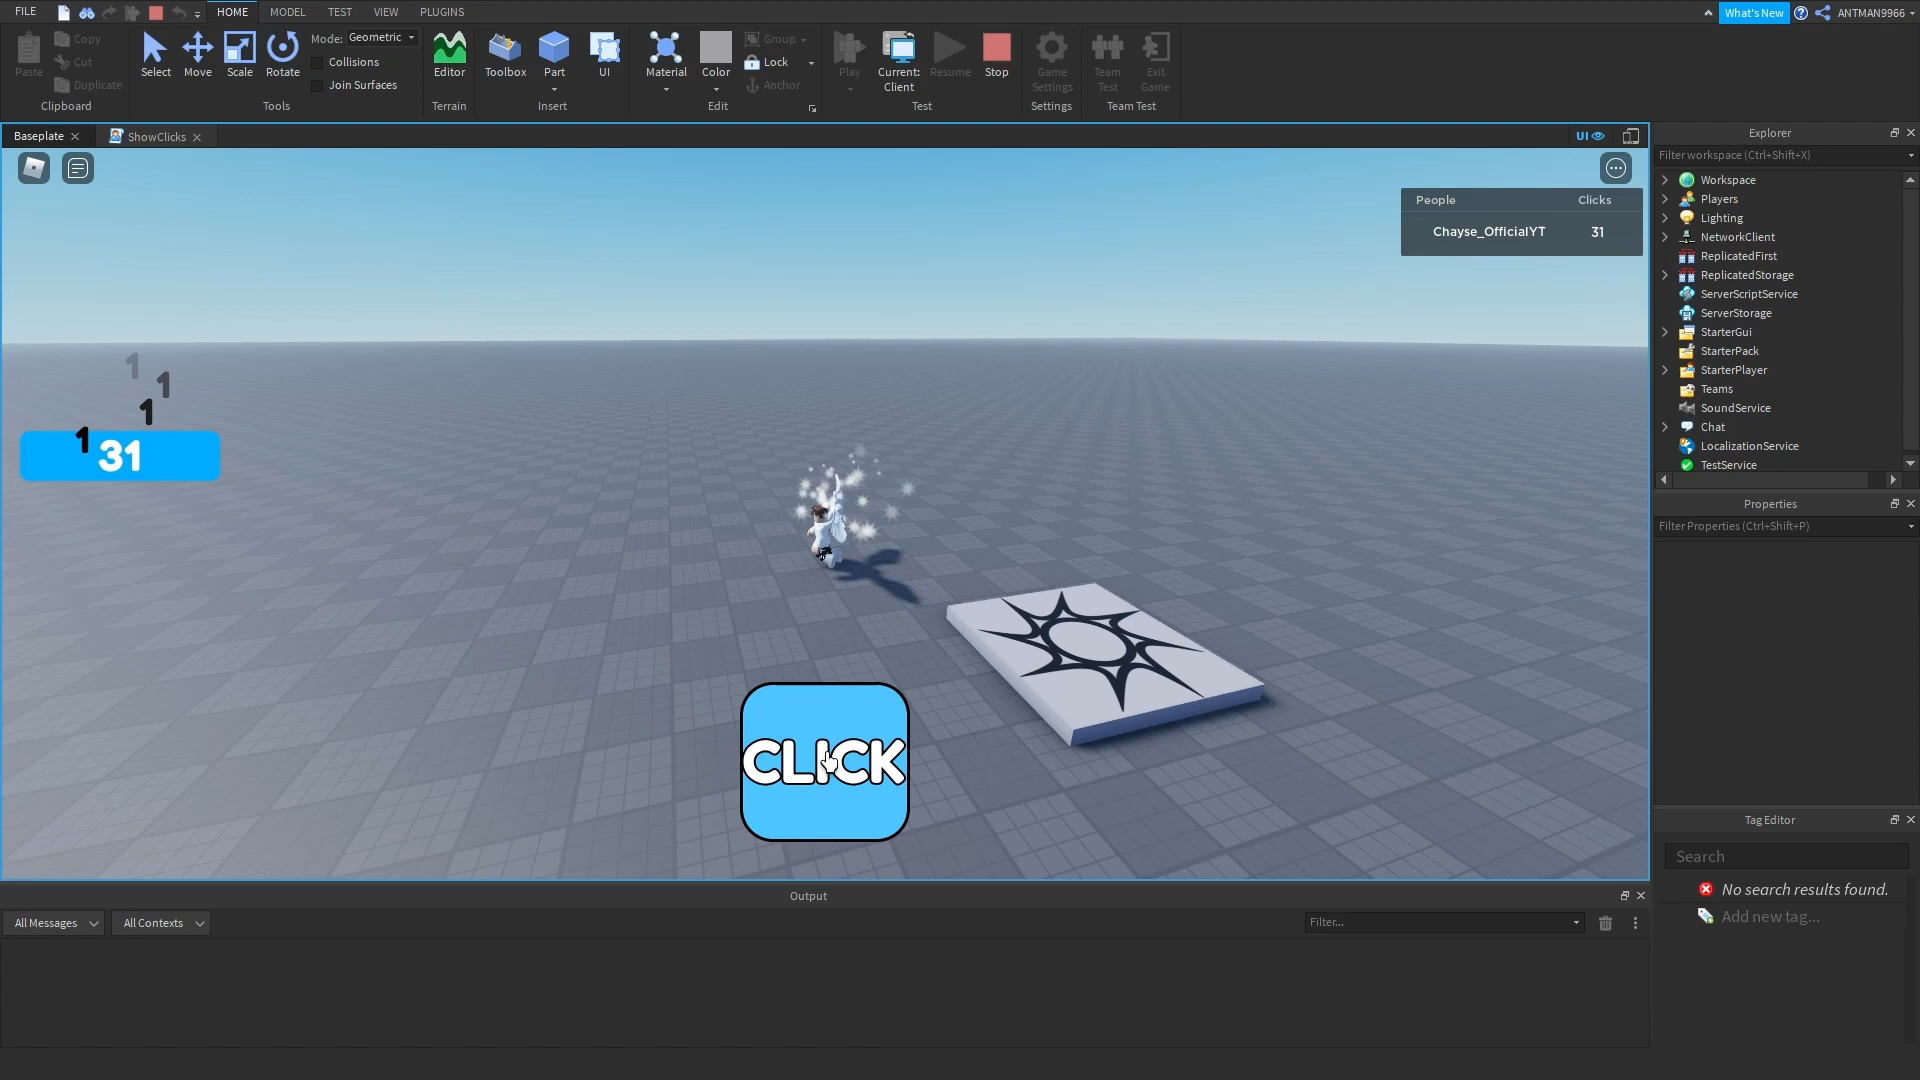 FILE HOME MODEL TEST VIEW PLUGINS What's New ANTMAN9966
Paste
Copy
Cut
Duplicate
Clipboard
Select Move Scale Rotate
Mode: Geometric
Collisions
Join Surfaces
Tools
Editor
Terrain
Toolbox Part UI
Insert
Material Color
Group
Lock
Anchor
Edit
Play
Current:
Client
Resume Stop
Test
Game
Settings
Settings
Team
Test
Exit
Game
Team Test
Baseplate ShowClicks UI
People Clicks
Chayse_OfficialYT 31
1
1
1
1
31
CLICK
Explorer
Filter workspace (Ctrl+Shift+X)
Workspace
Players
Lighting
NetworkClient
ReplicatedFirst
ReplicatedStorage
ServerScriptService
ServerStorage
StarterGui
StarterPack
StarterPlayer
Teams
SoundService
Chat
LocalizationService
TestService
Properties
Filter Properties (Ctrl+Shift+P)
Tag Editor
Search
No search results found.
Add new tag...
Output
All Messages All Contexts Filter...